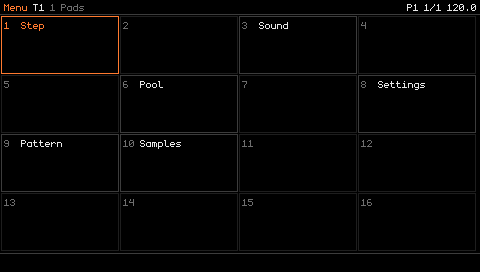 Menu T1 1 Pads P1 1/1 120.0
1 Step 2 3 Sound 4
5 6 Pool 7 8 Settings
9 Pattern 10 Samples 11 12
13 14 15 16